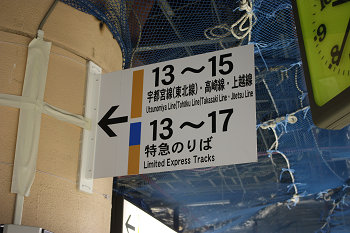 13～15
宇都宮線(東北線)・高崎線・上越線
Utsunomiya Line(Tohoku Line)Takasaki Line・Joetsu Line
13～17
特急のりば
Limited Express Tracks